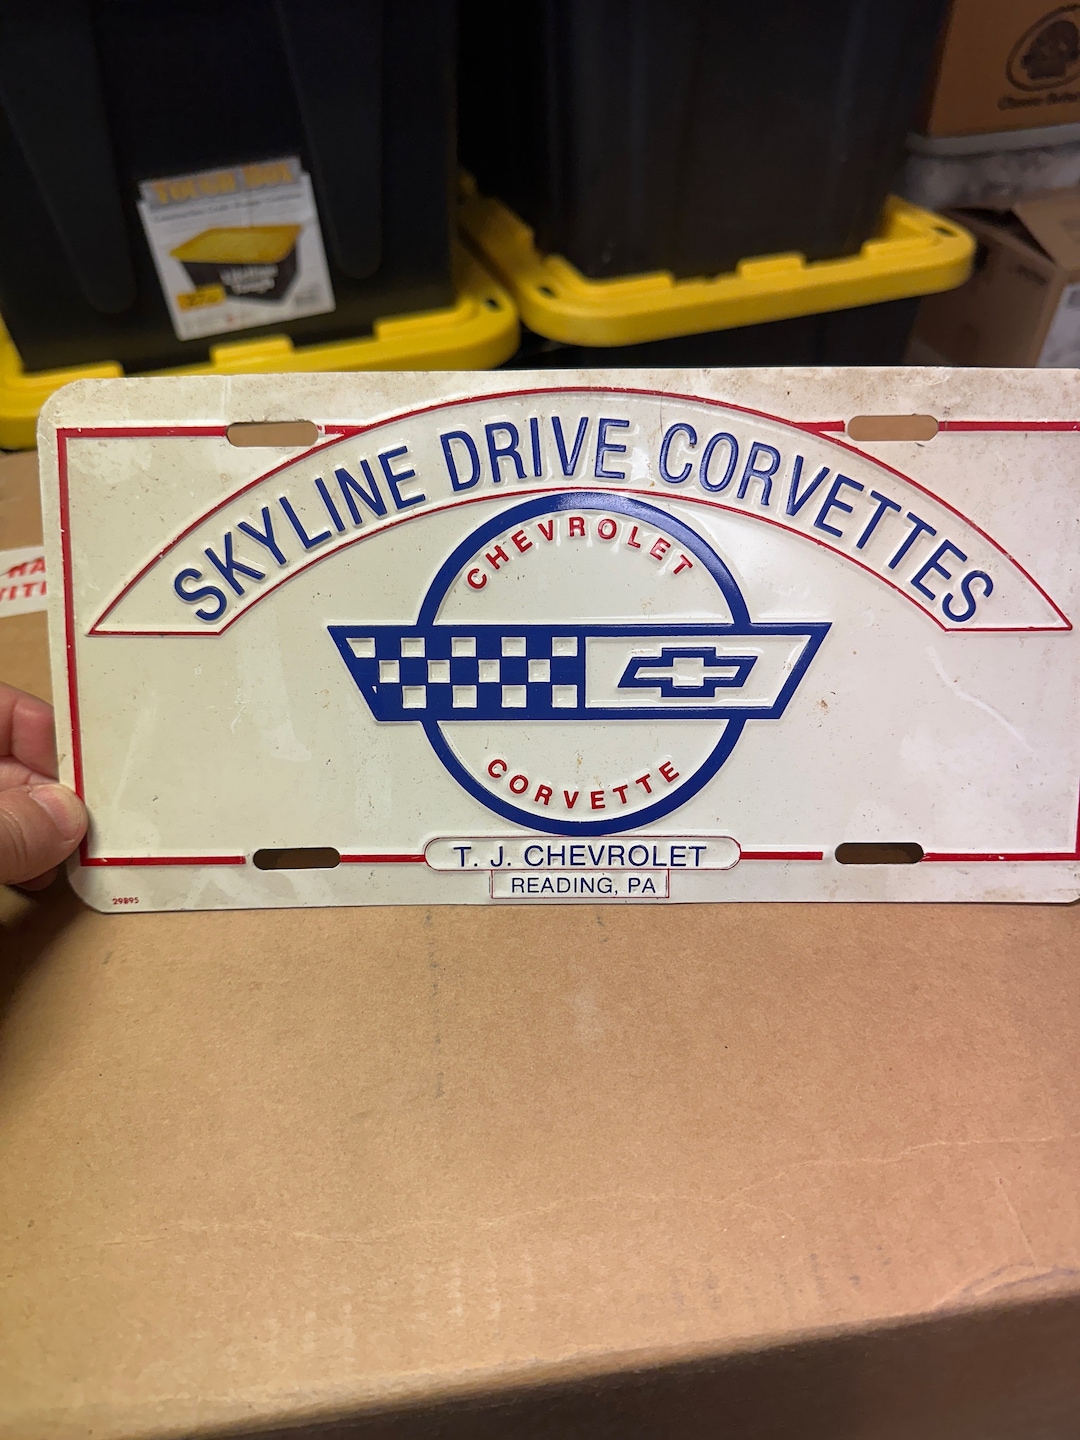 TOUGH BOX
SKYLINE DRIVE CORVETTES
CHEVROLET
CORVETTE
T. J. CHEVROLET
READING, PA
29895